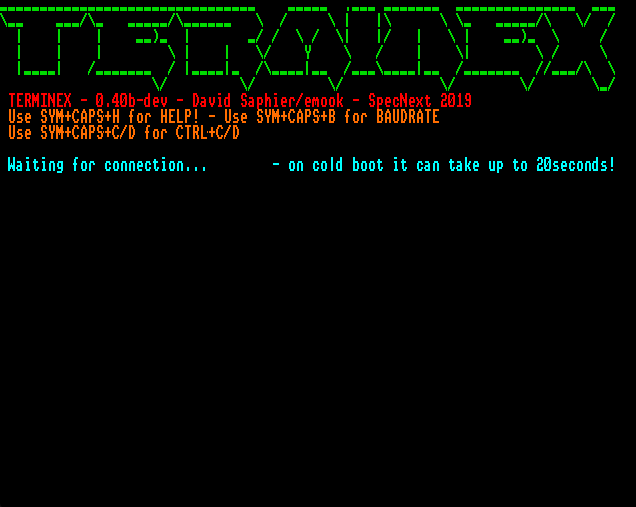 TERMINEX
TERMINEX - 0.40b-dev - David Saphier/emook - SpecNext 2019
Use SYM+CAPS+H for HELP! - Use SYM+CAPS+B for BAUDRATE
Use SYM+CAPS+C/D for CTRL+C/D
Waiting for connection... - on cold boot it can take up to 20seconds!